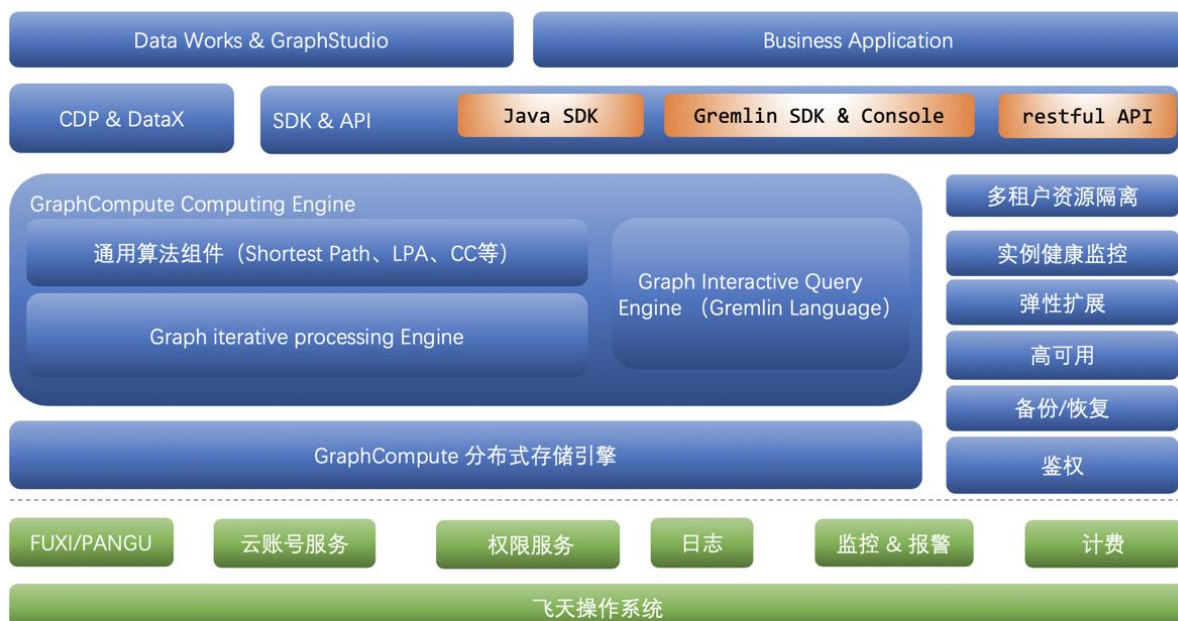 Data Works & GraphStudio
Business Application
CDP & DataX
SDK & API
Java SDK
Gremlin SDK & Console
restful API
GraphCompute Computing Engine
通用算法组件（Shortest Path、LPA、CC等）
Graph iterative processing Engine
Graph Interactive Query
Engine （Gremlin Language）
多租户资源隔离
实例健康监控
弹性扩展
高可用
备份/恢复
鉴权
GraphCompute 分布式存储引擎
FUXI/PANGU
云账号服务
权限服务
日志
监控 & 报警
计费
飞天操作系统